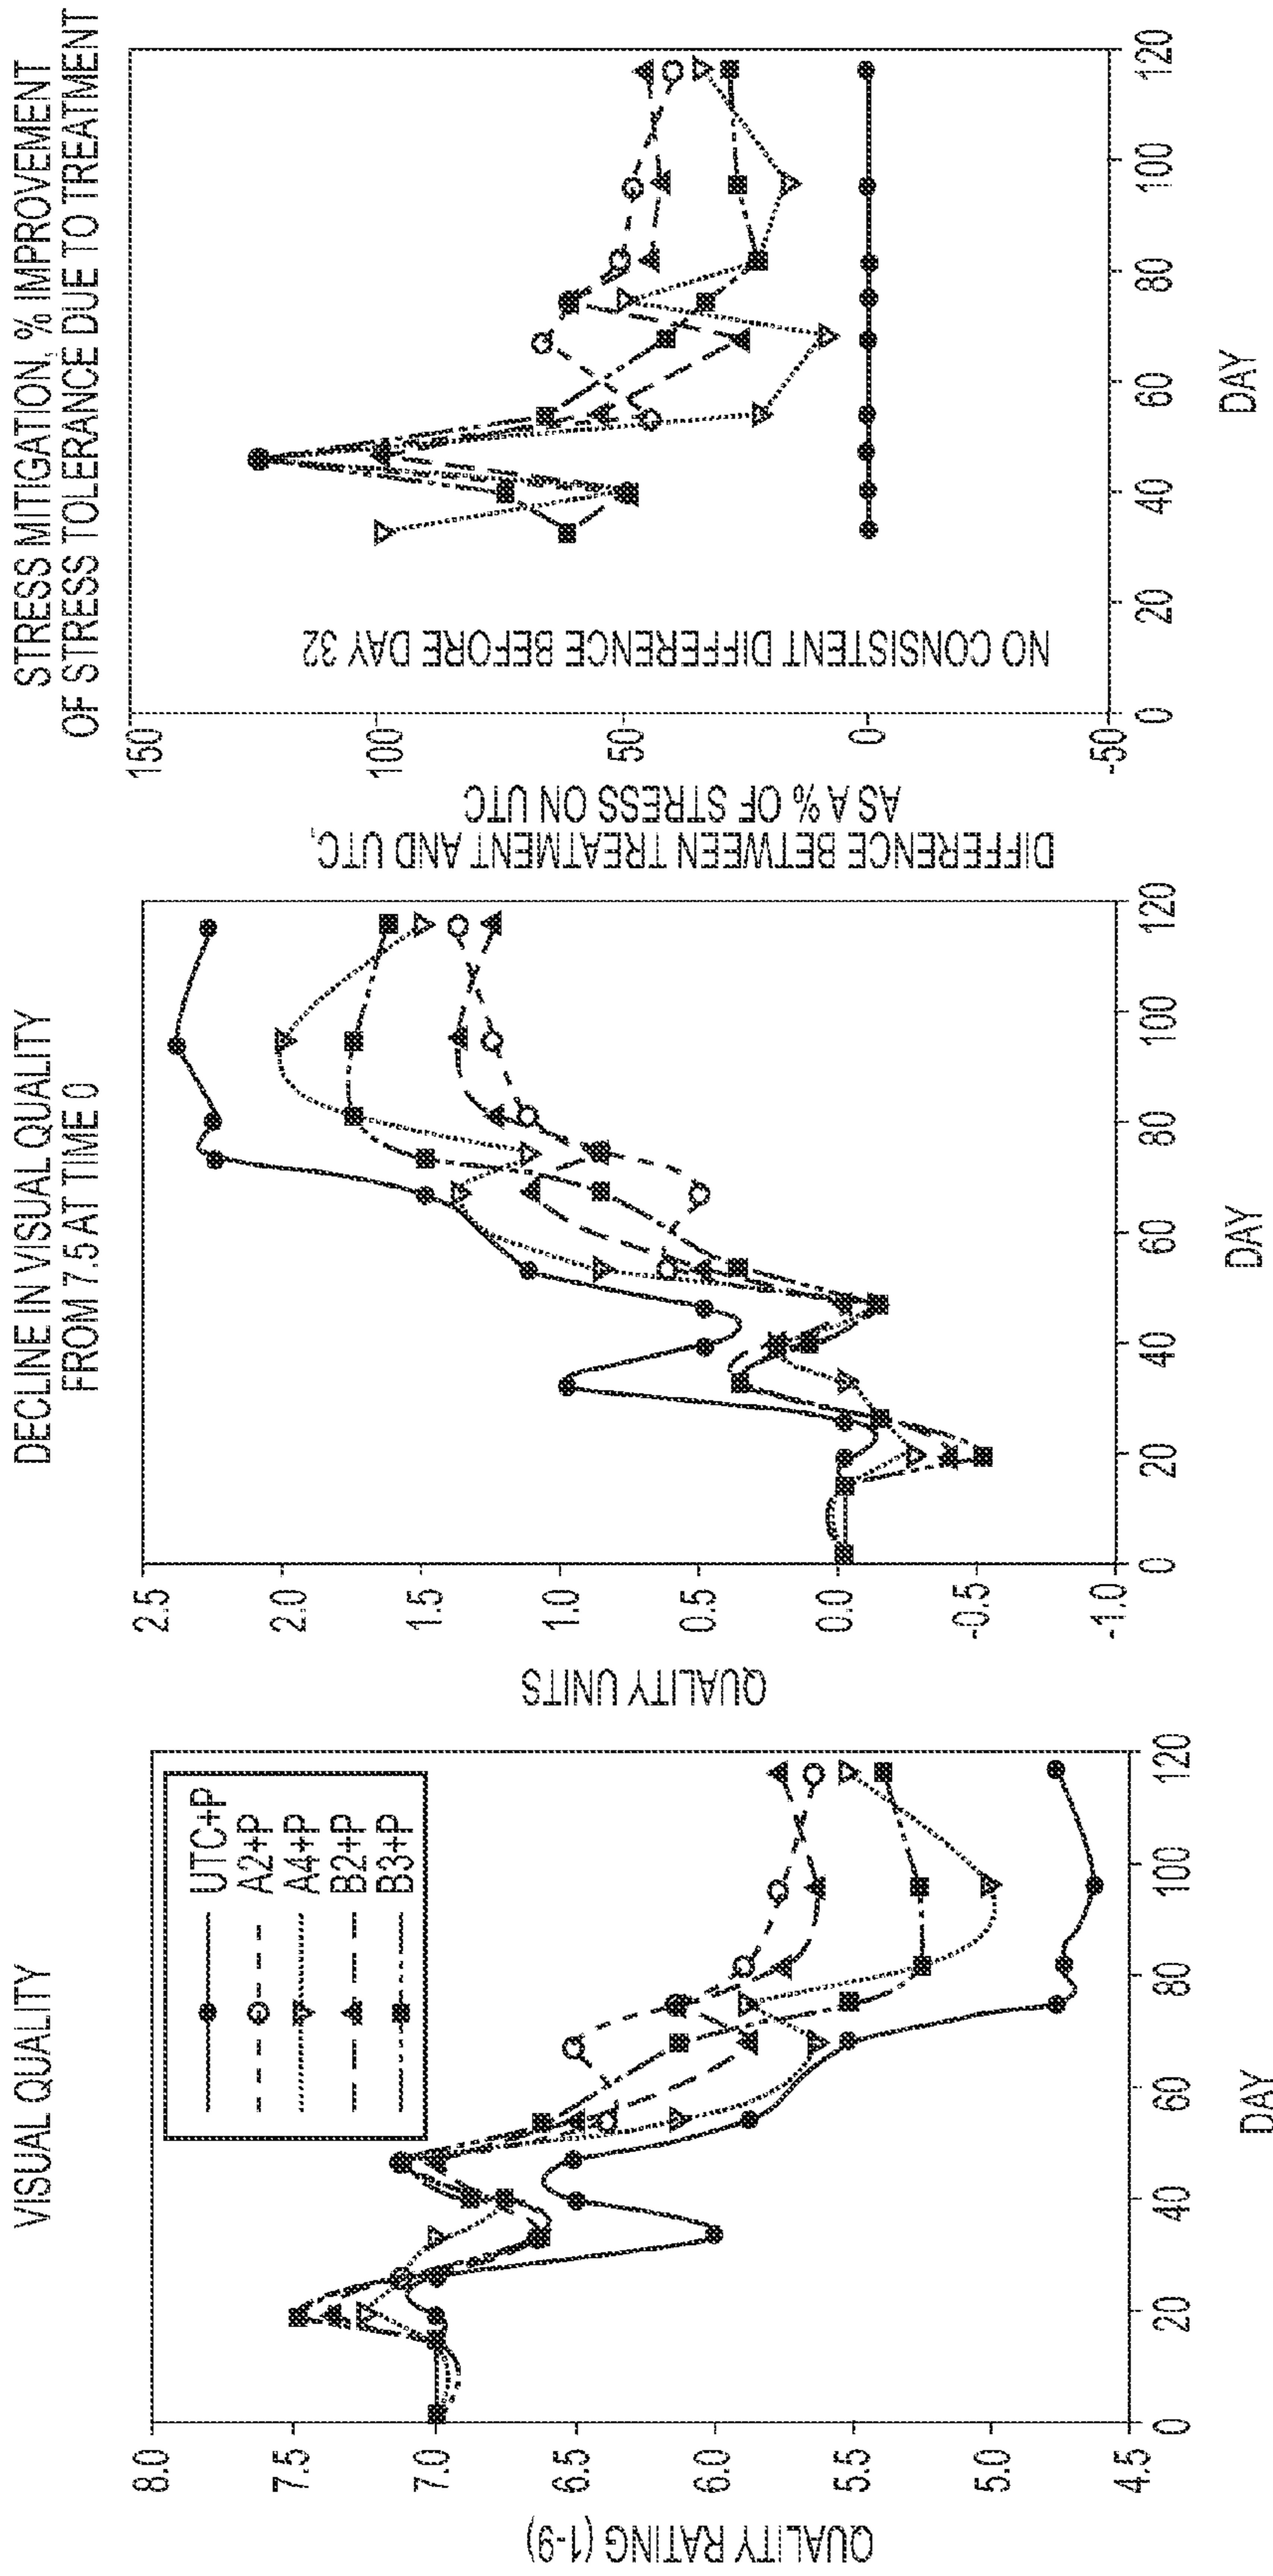 VISUAL QUALITY
QUALITY RATING (1-9)
8.0
7.5
7.0
6.5
6.0
5.5
5.0
4.5
UTC+P
A2+P
A4+P
B2+P
B3+P
0 20 40 60 80 100 120
DAY
DECLINE IN VISUAL QUALITY
FROM 7.5 AT TIME 0
QUALITY UNITS
2.5
2.0
1.5
1.0
0.5
0.0
-0.5
-1.0
0 20 40 60 80 100 120
DAY
STRESS MITIGATION, % IMPROVEMENT
OF STRESS TOLERANCE DUE TO TREATMENT
DIFFERENCE BETWEEN TREATMENT AND UTC,
AS A % OF STRESS ON UTC
150
100
50
0
-50
NO CONSISTENT DIFFERENCE BEFORE DAY 32
0 20 40 60 80 100 120
DAY